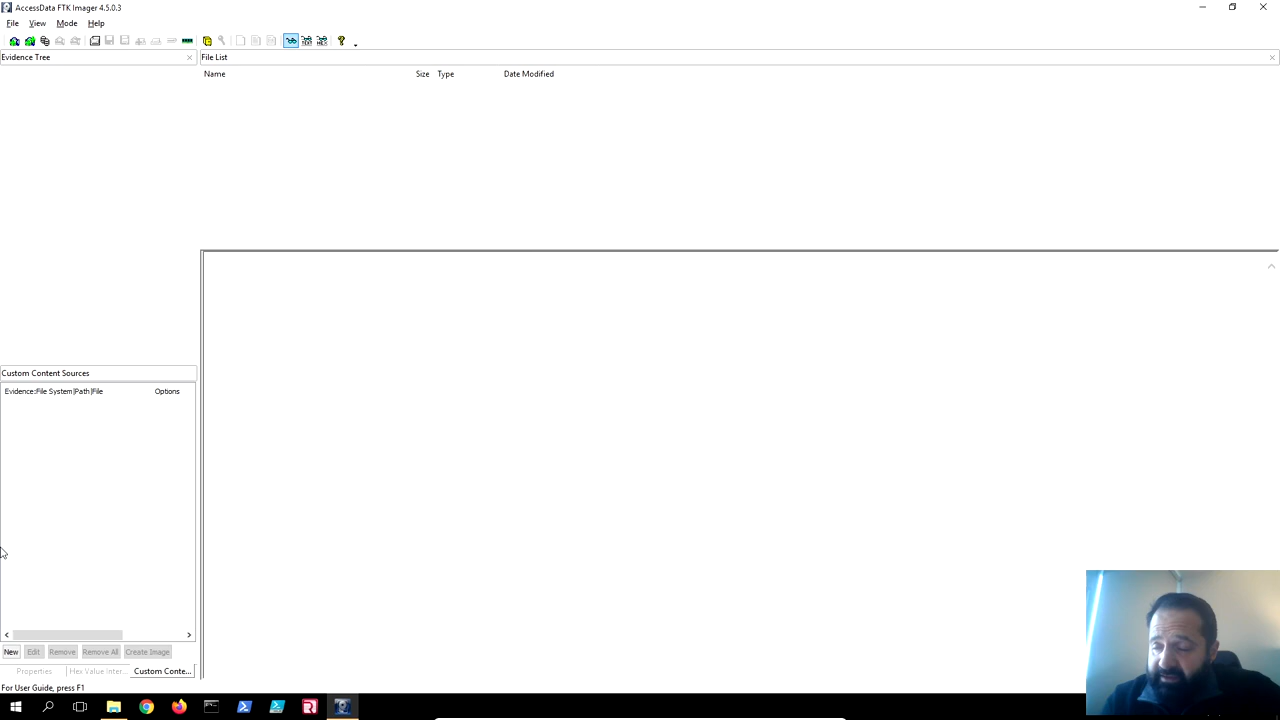 AccessData FTK Imager 4.5.0.3
File View Mode Help
Evidence Tree
File List
Name Size Type Date Modified
Custom Content Sources
Evidence:File System|Path|File Options
New Edit Remove Remove All Create Image
Properties Hex Value Inter... Custom Conte...
For User Guide, press F1